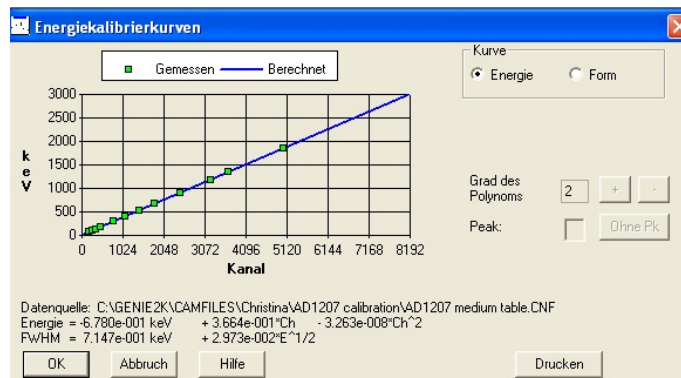 Energiekalibrierkurven
Gemessen Berechnet
Kurve
Energie Form
3000
2500
2000
1500
1000
500
0
keV
0 1024 2048 3072 4096 5120 6144 7168 8192
Kanal
Grad des Polynoms 2 + -
Peak: Ohne Pk
Datenquelle: C:\GENIE2K\CAMFILES\Christina\AD1207 calibration\AD1207 medium table.CNF
Energie = -6.780e-001 keV + 3.664e-001*Ch - 3.263e-008*Ch^2
FWHM = 7.147e-001 keV + 2.973e-002*E^1/2
OK Abbruch Hilfe Drucken